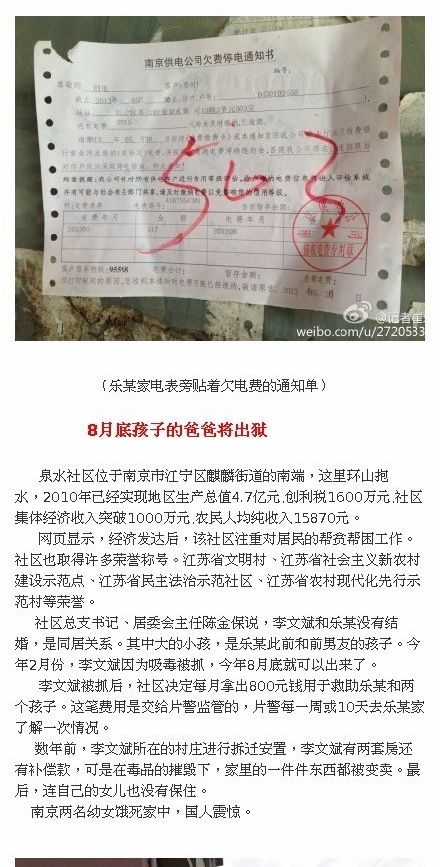 南京供电公司欠费停电通知书
编号：
尊敬的
客户：您好
截止 2013年 05月
0450192450
503
客户服务热线：95598
电费合计：
暂存金额：
@记者崔
weibo.com/u/2720533
（乐某家电表旁贴着欠电费的通知单）
8月底孩子的爸爸将出狱
泉水社区位于南京市江宁区麒麟街道的南端，这里环山抱
水，2010年已经实现地区生产总值4.7亿元,创利税1600万元,社区
集体经济收入突破1000万元,农民人均纯收入15870元。
网页显示，经济发达后，该社区注重对居民的帮贫帮困工作。
社区也取得许多荣誉称号。江苏省文明村、江苏省社会主义新农村
建设示范点、江苏省民主法治示范社区、江苏省农村现代化先行示
范村等荣誉。
社区总支书记、居委会主任陈金保说，李文斌和乐某没有结
婚，是同居关系。其中大的小孩，是乐某此前和前男友的孩子。今
年2月份，李文斌因为吸毒被抓，今年8月底就可以出来了。
李文斌被抓后，社区决定每月拿出800元钱用于救助乐某和两
个孩子。这笔费用是交给片警监管的，片警每一周或10天去乐某家
了解一次情况。
数年前，李文斌所在的村庄进行拆迁安置，李文斌有两套房还
有补偿款，可是在毒品的摧毁下，家里的一件件东西都被变卖。最
后，连自己的女儿也没有保住。
南京两名幼女饿死家中，国人震惊。